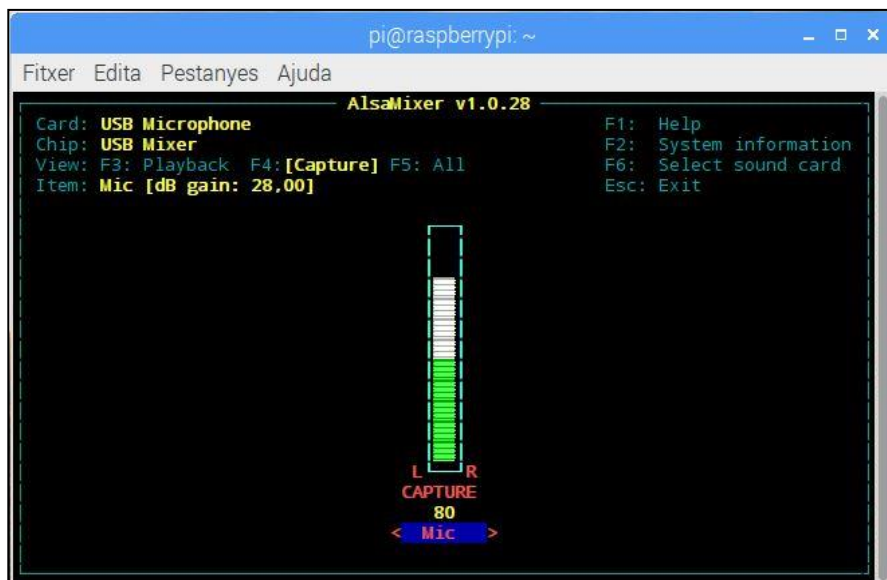 pi@raspberrypi: ~
Fitxer Edita Pestanyes Ajuda
AlsaMixer v1.0.28
Card: USB Microphone F1: Help
Chip: USB Mixer F2: System information
View: F3: Playback F4:[Capture] F5: All F6: Select sound card
Item: Mic [dB gain: 28,00] Esc: Exit
L R
CAPTURE
80
< Mic >